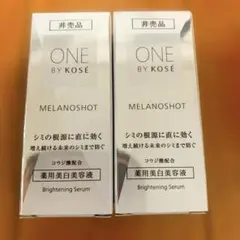 非売品
ONE
BY KOSÉ
MELANOSHOT
シミの根源に直に効く
増え続ける未来のシミまで防ぐ
コウジ酸配合
薬用美白美容液
Brightening Serum
非売品
ONE
BY KOSÉ
MELANOSHOT
シミの根源に直に効く
増え続ける未来のシミまで防ぐ
コウジ酸配合
薬用美白美容液
Brightening Serum